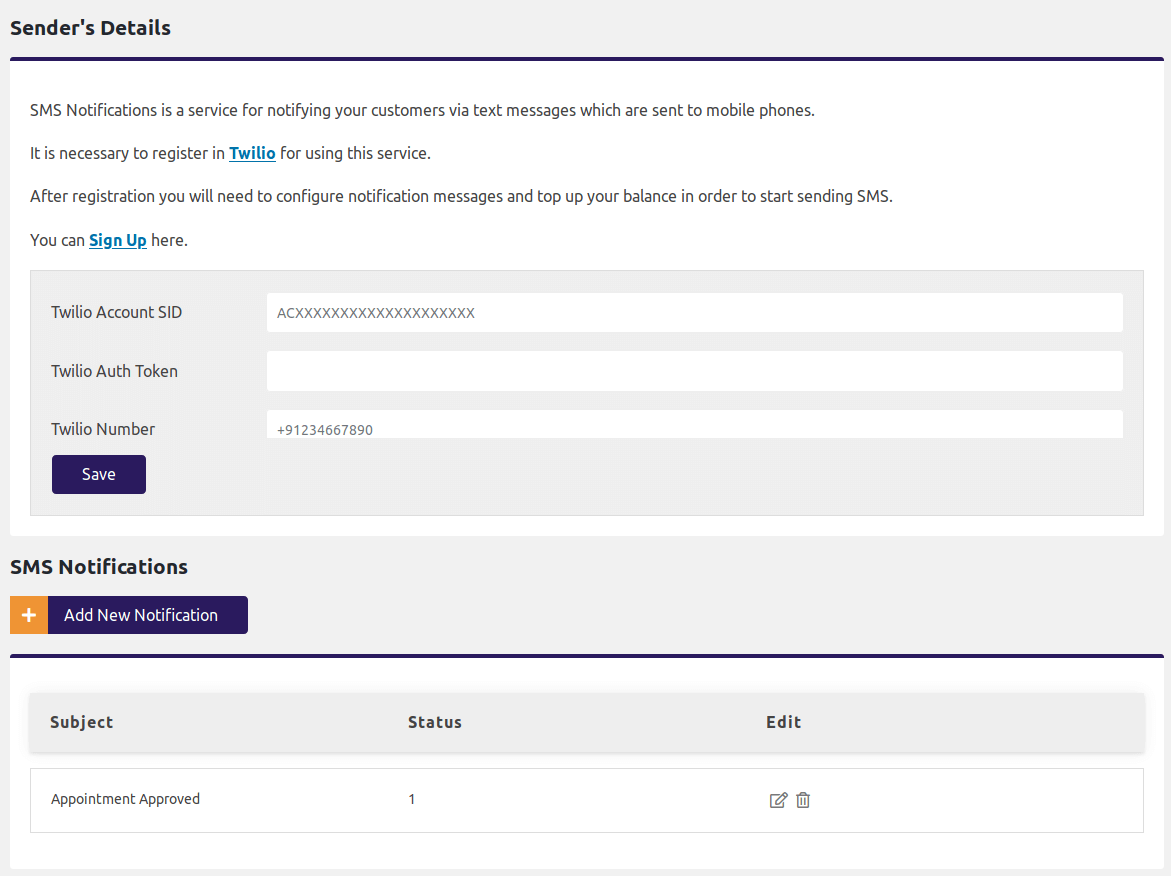 Sender's Details
SMS Notifications is a service for notifying your customers via text messages which are sent to mobile phones.
It is necessary to register in Twilio for using this service.
After registration you will need to configure notification messages and top up your balance in order to start sending SMS.
You can Sign Up here.
Twilio Account SID ACXXXXXXXXXXXXXXXXXXXX
Twilio Auth Token
Twilio Number +91234667890
Save
SMS Notifications
+ Add New Notification
Subject Status Edit
Appointment Approved 1